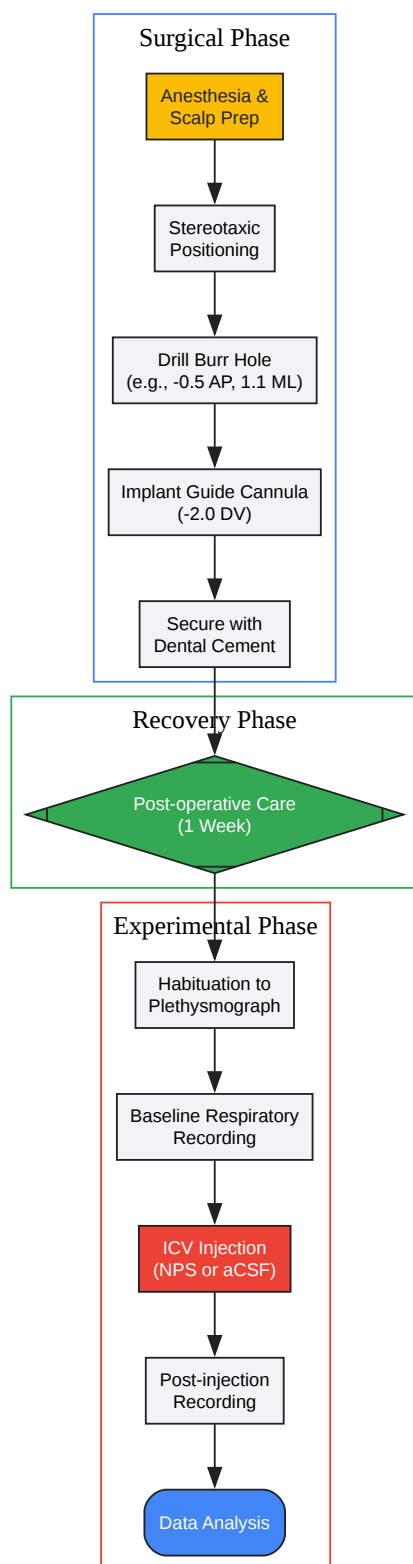 Surgical Phase
Anesthesia &
Scalp Prep
Stereotaxic
Positioning
Drill Burr Hole
(e.g., -0.5 AP, 1.1 ML)
Implant Guide Cannula
(-2.0 DV)
Secure with
Dental Cement
Recovery Phase
Post-operative Care
(1 Week)
Experimental Phase
Habituation to
Plethysmograph
Baseline Respiratory
Recording
ICV Injection
(NPS or aCSF)
Post-injection
Recording
Data Analysis